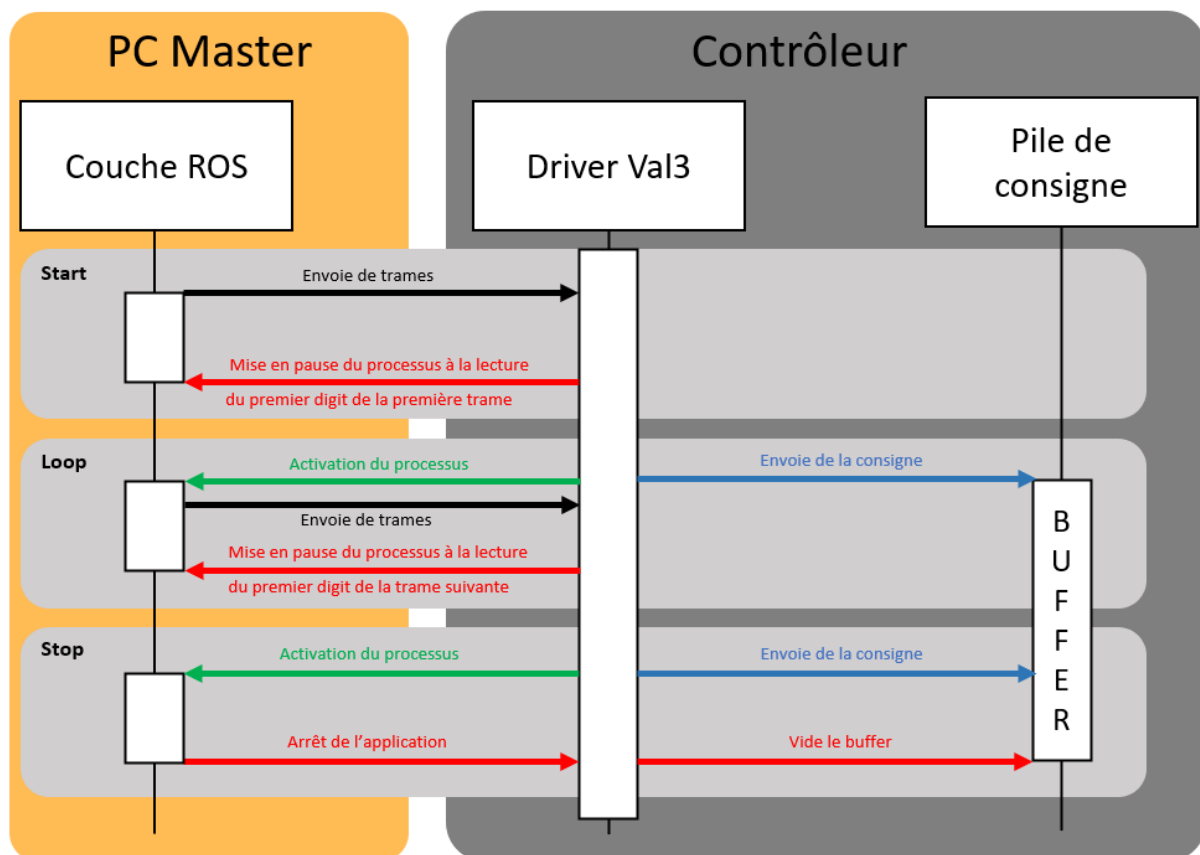 PC Master
Contrôleur
Couche ROS
Driver Val3
Pile de
consigne
Start
Envoie de trames
Mise en pause du processus à la lecture
du premier digit de la première trame
Loop
Activation du processus
Envoie de la consigne
Envoie de trames
Mise en pause du processus à la lecture
du premier digit de la trame suivante
B
U
F
F
E
R
Stop
Activation du processus
Envoie de la consigne
Arrêt de l'application
Vide le buffer